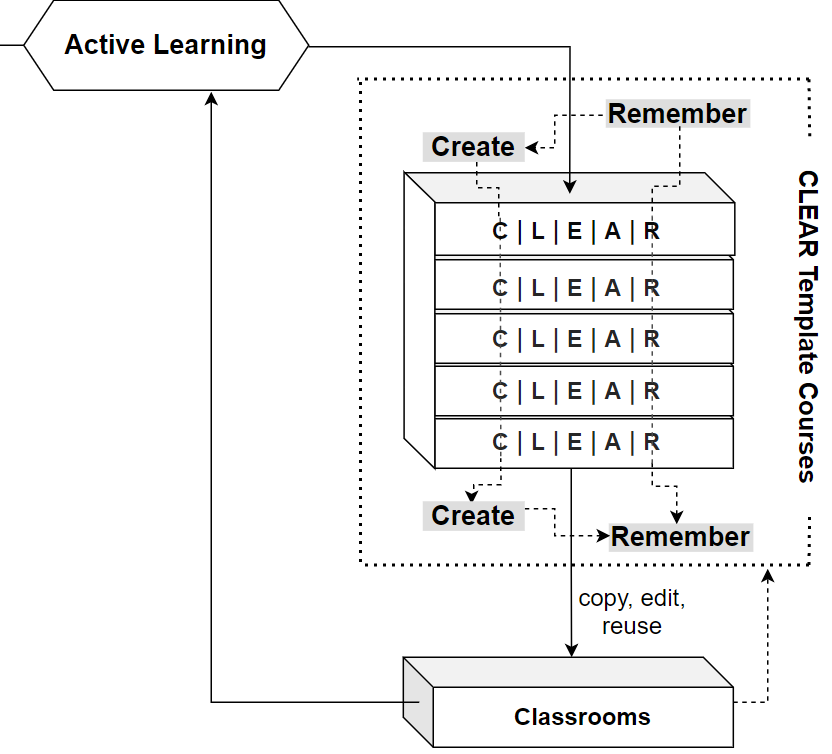 Active Learning
Remember
Create
C | L | E | A | R
C | L | E | A | R
C | L | E | A | R
C | L | E | A | R
C | L | E | A | R
CLEAR Template Courses
Create
Remember
copy, edit,
reuse
Classrooms